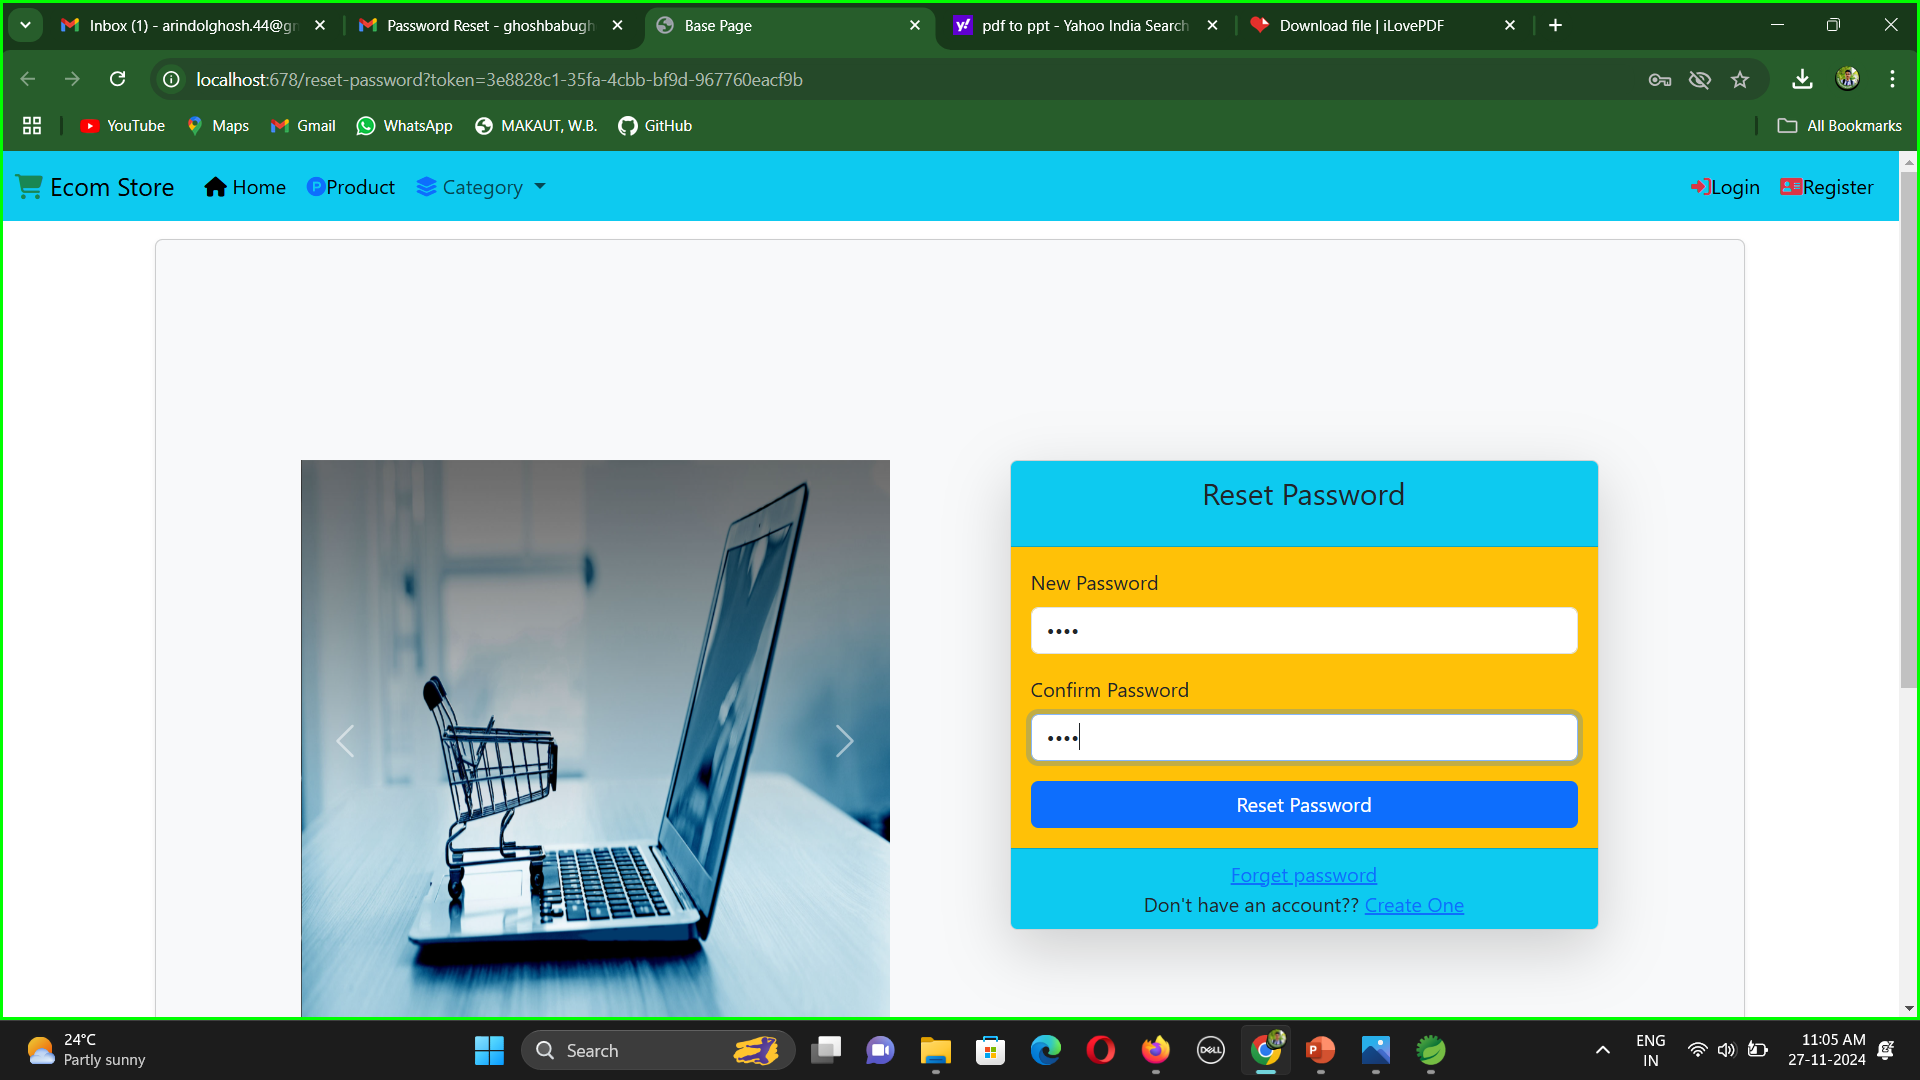 Inbox (1) - arindolghosh.44@gm
Password Reset - ghoshbabugh
Base Page
pdf to ppt - Yahoo India Search
Download file | iLovePDF
localhost:678/reset-password?token=3e8828c1-35fa-4cbb-bf9d-967760eacf9b
YouTube
Maps
Gmail
WhatsApp
MAKAUT, W.B.
GitHub
All Bookmarks
Ecom Store
Home
Product
Category
Login
Register
Reset Password
New Password
••••
Confirm Password
••••
Reset Password
Forget password
Don't have an account?? Create One
24°C
Partly sunny
Search
DELL
ENG
IN
11:05 AM
27-11-2024